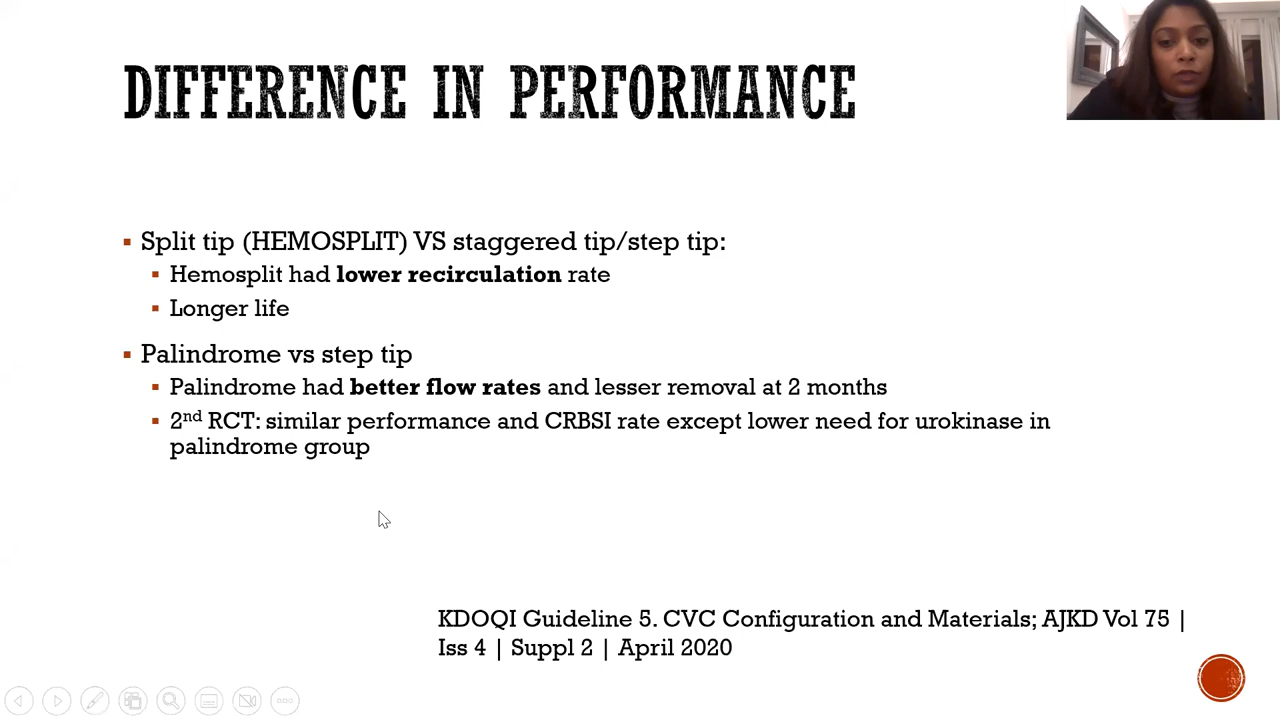 DIFFERENCE IN PERFORMANCE
Split tip (HEMOSPLIT) VS staggered tip/step tip:
Hemosplit had lower recirculation rate
Longer life
Palindrome vs step tip
Palindrome had better flow rates and lesser removal at 2 months
2nd RCT: similar performance and CRBSI rate except lower need for urokinase in
palindrome group
KDOQI Guideline 5. CVC Configuration and Materials; AJKD Vol 75 |
Iss 4 | Suppl 2 | April 2020